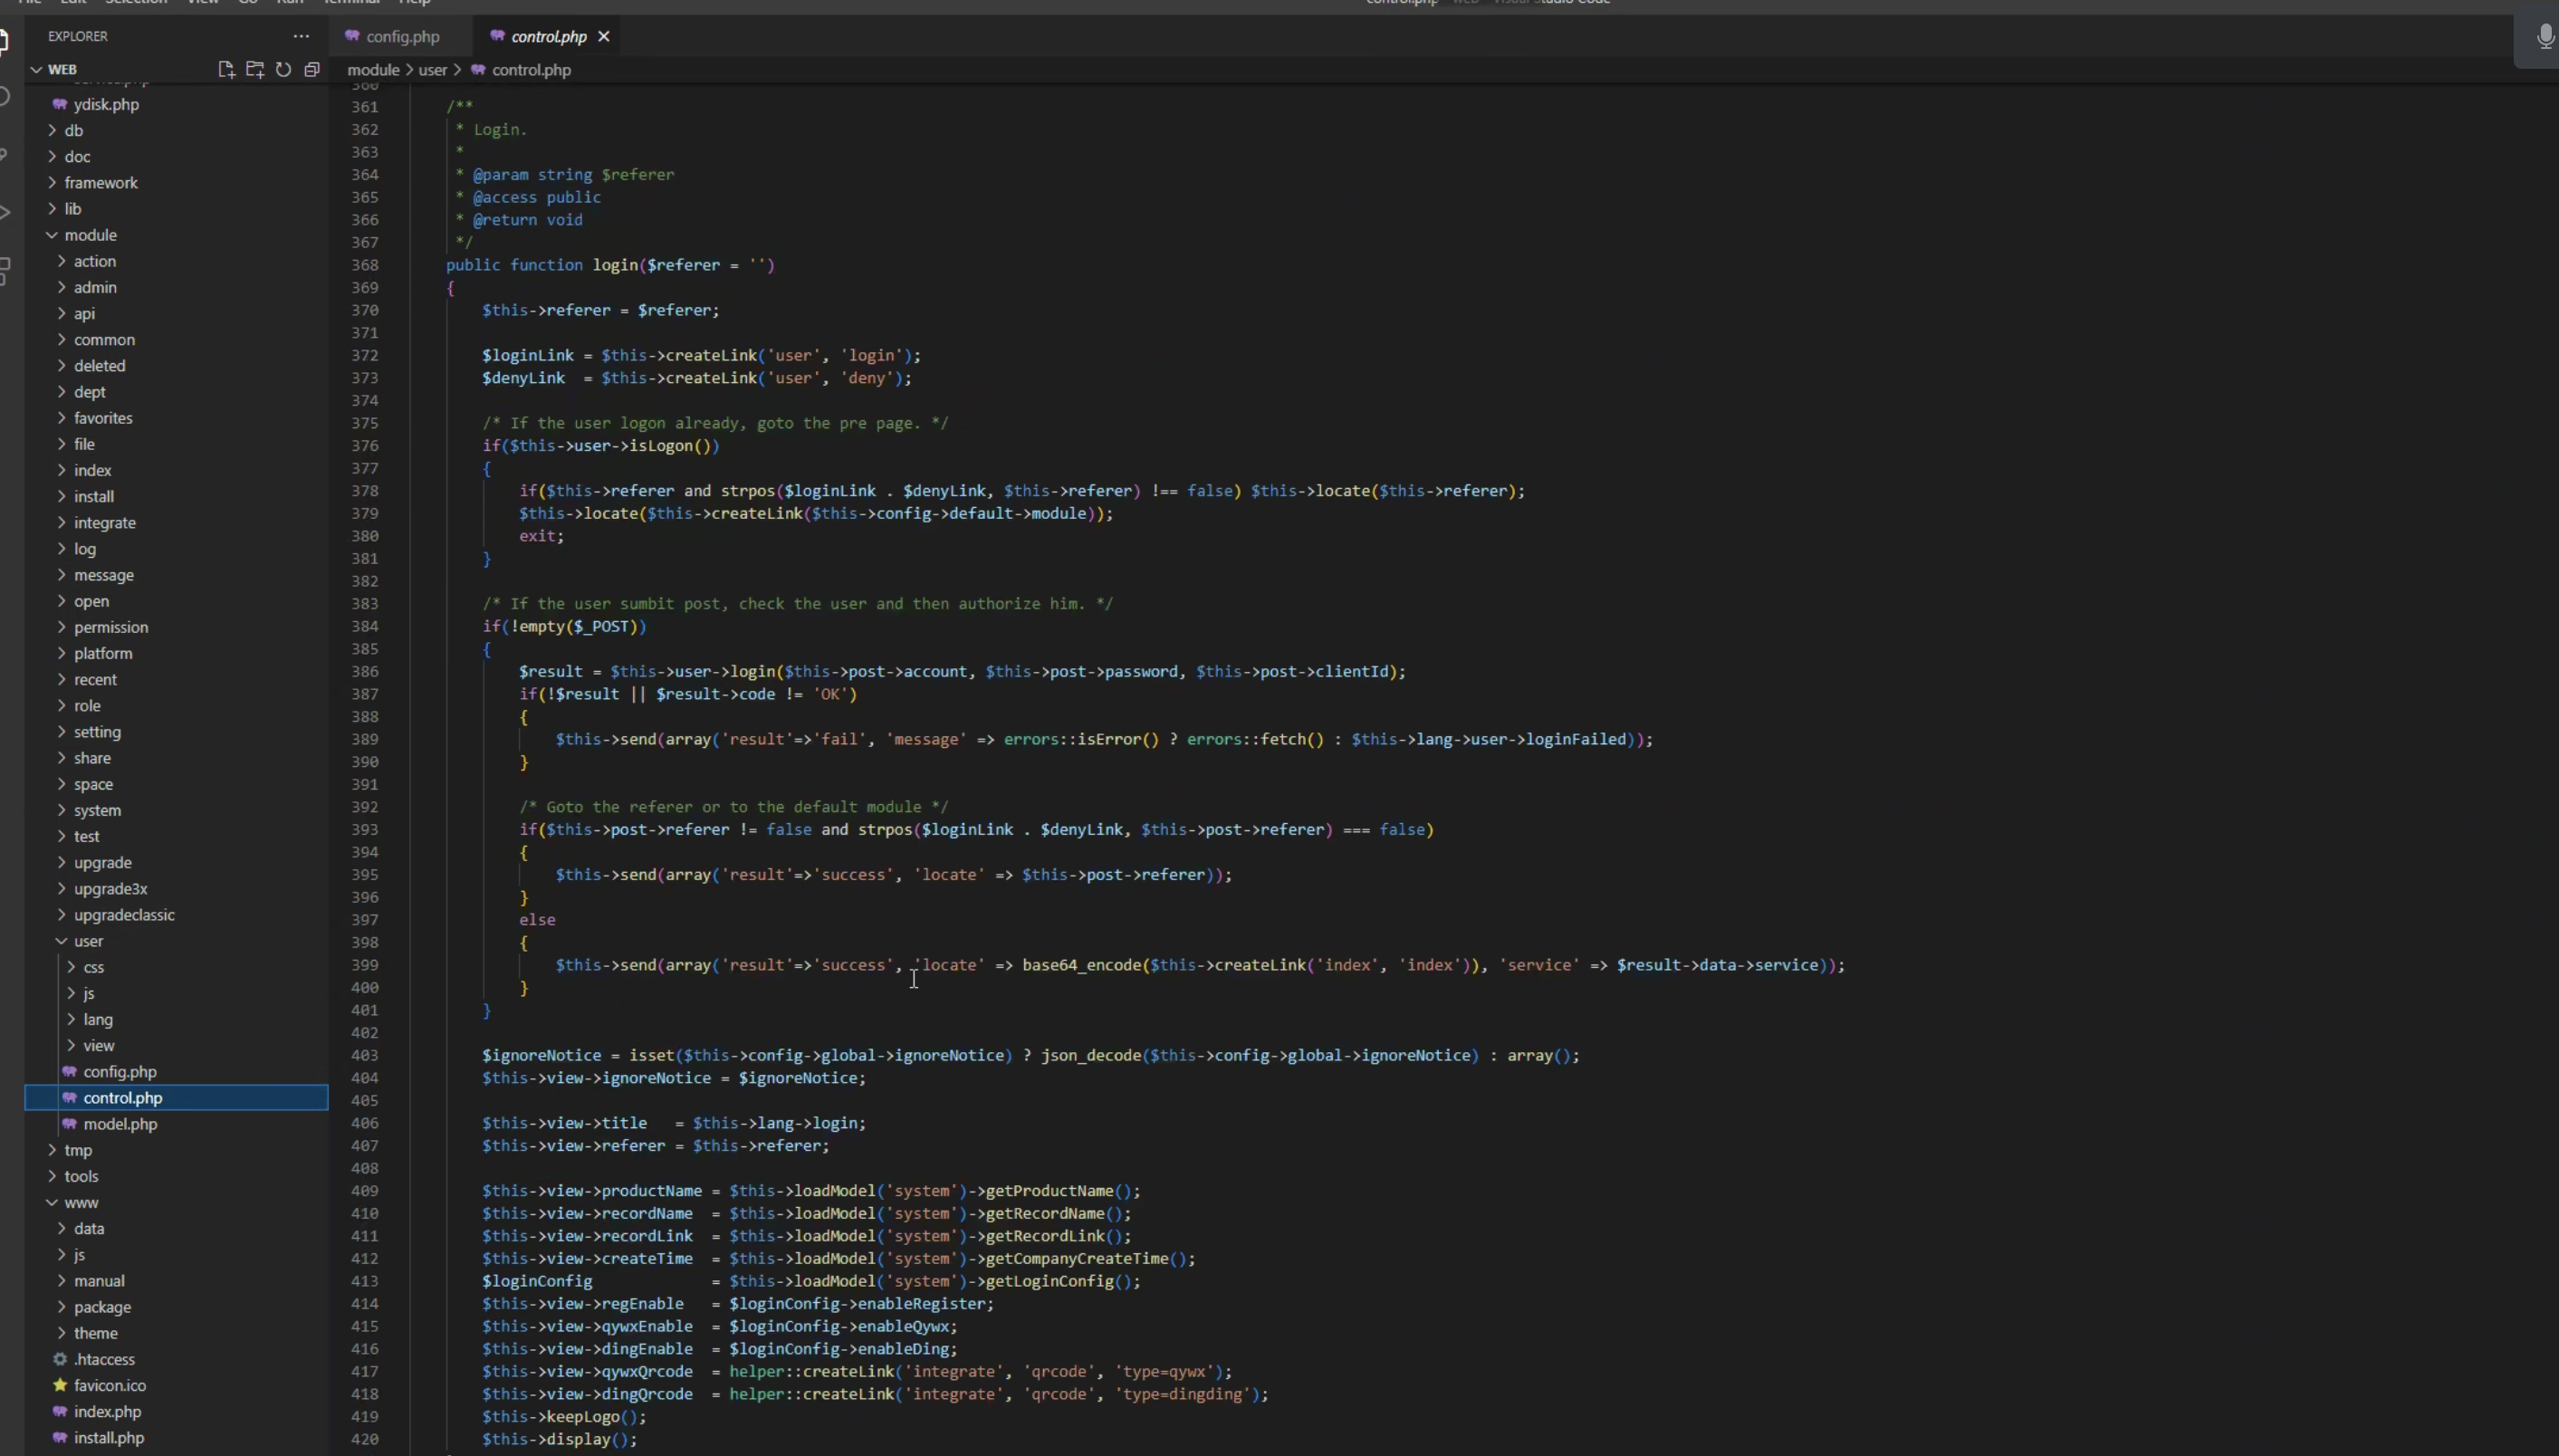 File Edit Selection View Go Run Terminal Help
control.php - web - Visual Studio Code
EXPLORER
···
WEB
ydisk.php
db
doc
framework
lib
module
action
admin
api
common
deleted
dept
favorites
file
index
install
integrate
log
message
open
permission
platform
recent
role
setting
share
space
system
test
upgrade
upgrade3x
upgradeclassic
user
css
js
lang
view
config.php
control.php
model.php
tmp
tools
www
data
js
manual
package
theme
.htaccess
favicon.ico
index.php
install.php
config.php
control.php
module > user > control.php
360
361 /**
362 * Login.
363 *
364 * @param string $referer
365 * @access public
366 * @return void
367 */
368 public function login($referer = '')
369 {
370 $this->referer = $referer;
371
372 $loginLink = $this->createLink('user', 'login');
373 $denyLink  = $this->createLink('user', 'deny');
374
375 /* If the user logon already, goto the pre page. */
376 if($this->user->isLogon())
377 {
378 if($this->referer and strpos($loginLink . $denyLink, $this->referer) !== false) $this->locate($this->referer);
379 $this->locate($this->createLink($this->config->default->module));
380 exit;
381 }
382
383 /* If the user sumbit post, check the user and then authorize him. */
384 if(!empty($_POST))
385 {
386 $result = $this->user->login($this->post->account, $this->post->password, $this->post->clientId);
387 if(!$result || $result->code != 'OK')
388 {
389 $this->send(array('result'=>'fail', 'message' => errors::isError() ? errors::fetch() : $this->lang->user->loginFailed));
390 }
391
392 /* Goto the referer or to the default module */
393 if($this->post->referer != false and strpos($loginLink . $denyLink, $this->post->referer) === false)
394 {
395 $this->send(array('result'=>'success', 'locate' => $this->post->referer));
396 }
397 else
398 {
399 $this->send(array('result'=>'success', 'locate' => base64_encode($this->createLink('index', 'index')), 'service' => $result->data->service));
400 }
401 }
402
403 $ignoreNotice = isset($this->config->global->ignoreNotice) ? json_decode($this->config->global->ignoreNotice) : array();
404 $this->view->ignoreNotice = $ignoreNotice;
405
406 $this->view->title   = $this->lang->login;
407 $this->view->referer = $this->referer;
408
409 $this->view->productName = $this->loadModel('system')->getProductName();
410 $this->view->recordName  = $this->loadModel('system')->getRecordName();
411 $this->view->recordLink  = $this->loadModel('system')->getRecordLink();
412 $this->view->createTime  = $this->loadModel('system')->getCompanyCreateTime();
413 $loginConfig             = $this->loadModel('system')->getLoginConfig();
414 $this->view->regEnable   = $loginConfig->enableRegister;
415 $this->view->qywxEnable  = $loginConfig->enableQywx;
416 $this->view->dingEnable  = $loginConfig->enableDing;
417 $this->view->qywxQrcode  = helper::createLink('integrate', 'qrcode', 'type=qywx');
418 $this->view->dingQrcode  = helper::createLink('integrate', 'qrcode', 'type=dingding');
419 $this->keepLogo();
420 $this->display();